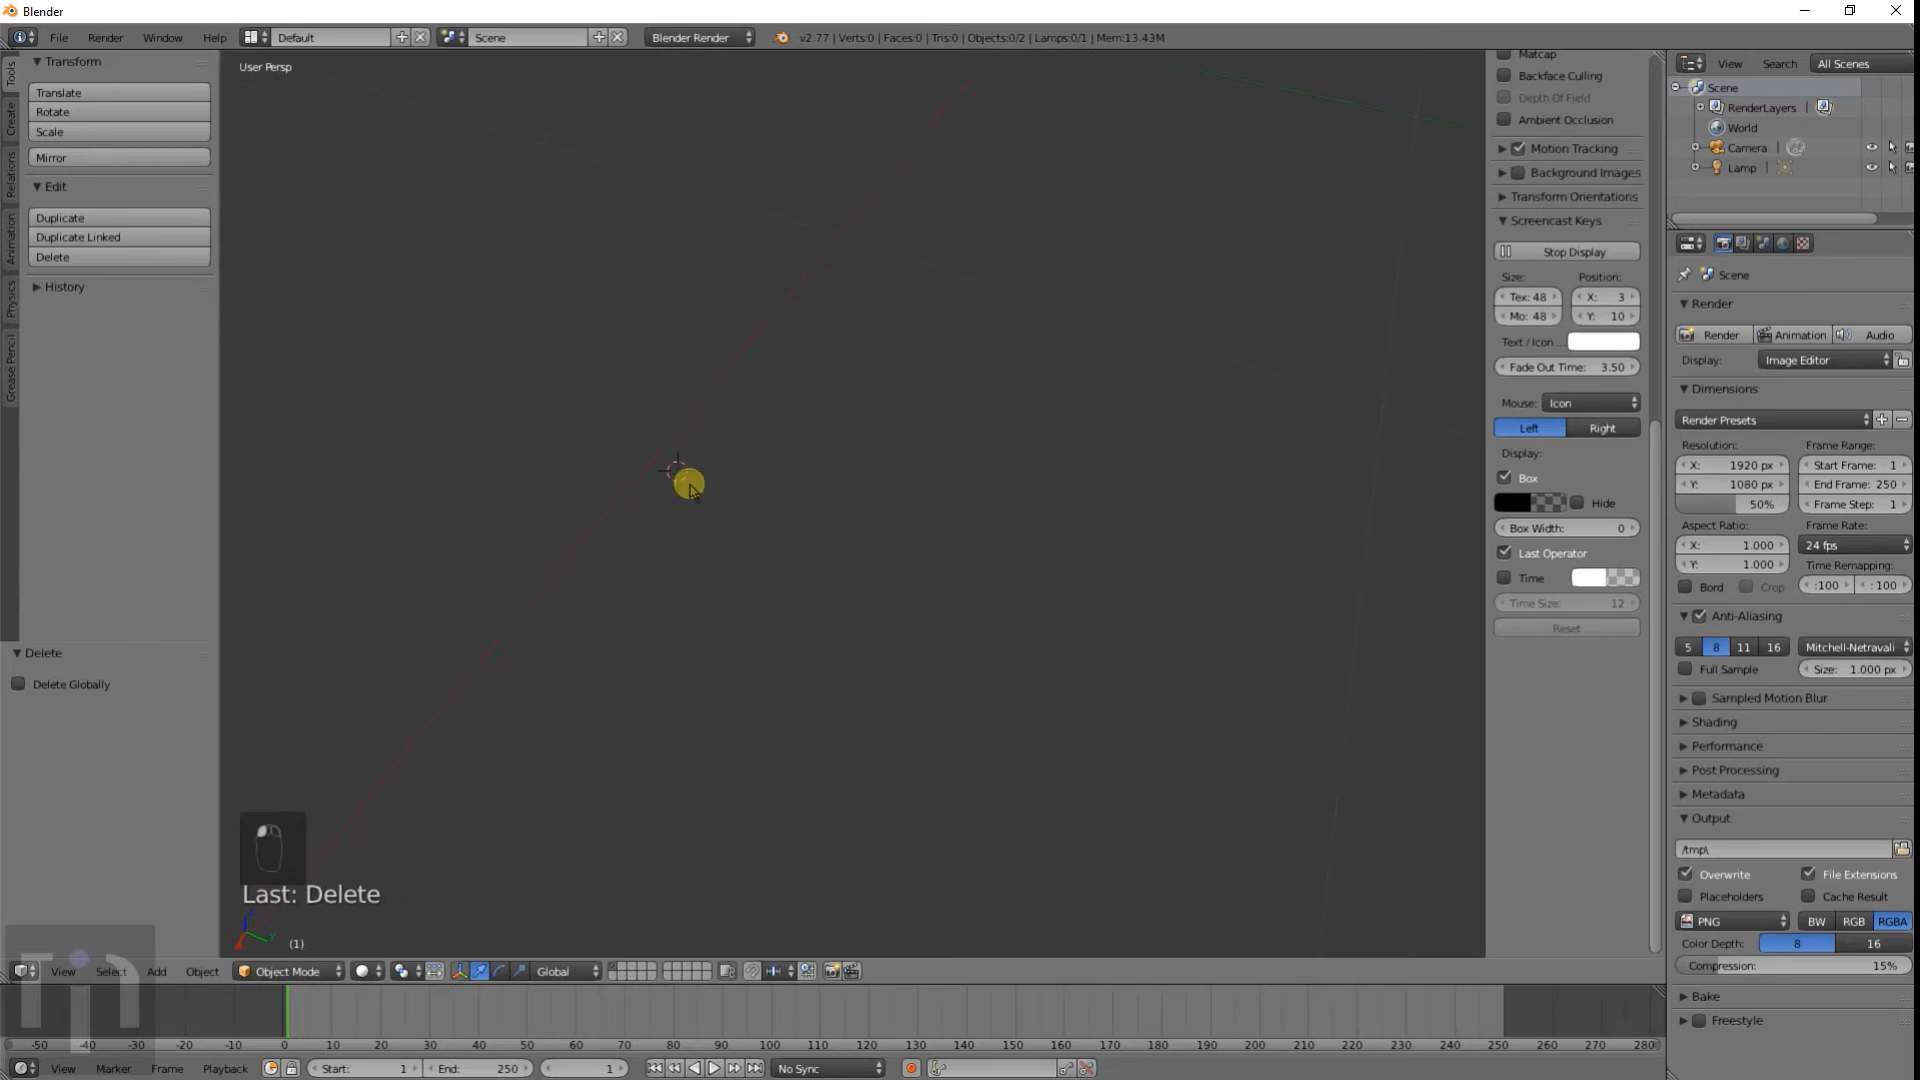 Blender
File Render Window Help Default Scene Blender Render v2.77 | Verts:0 | Faces:0 | Tris:0 | Objects:0/2 | Lamps:0/1 | Mem:13.43M
Tools
Create
Relations
Animation
Physics
Grease Pencil
Transform
Translate
Rotate
Scale
Mirror
Edit
Duplicate
Duplicate Linked
Delete
History
Delete
Delete Globally
User Persp
Last: Delete
(1)
Matcap
Backface Culling
Depth Of Field
Ambient Occlusion
Motion Tracking
Background Images
Transform Orientations
Screencast Keys
Stop Display
Size: Position:
Tex: 48 X: 3
Mo: 48 Y: 10
Text / Icon ...
Fade Out Time: 3.50
Mouse: Icon
Left Right
Display:
Box
Hide
Box Width: 0
Last Operator
Time
Time Size: 12
Reset
View Search All Scenes
Scene
RenderLayers |
World
Camera |
Lamp |
Scene
Render
Render Animation Audio
Display: Image Editor
Dimensions
Render Presets
Resolution: Frame Range:
X: 1920 px Start Frame: 1
Y: 1080 px End Frame: 250
50% Frame Step: 1
Aspect Ratio: Frame Rate:
X: 1.000 24 fps
Y: 1.000 Time Remapping:
Bord Crop :100 : 100
Anti-Aliasing
5 8 11 16 Mitchell-Netravali
Full Sample Size: 1.000 px
Sampled Motion Blur
Shading
Performance
Post Processing
Metadata
Output
/tmp\
Overwrite File Extensions
Placeholders Cache Result
PNG BW RGB RGBA
Color Depth: 8 16
Compression: 15%
Bake
Freestyle
View Select Add Object Object Mode Global
-50 -40 -30 -20 -10 0 10 20 30 40 50 60 70 80 90 100 110 120 130 140 150 160 170 180 190 200 210 220 230 240 250 260 270 280
View Marker Frame Playback Start: 1 End: 250 1 No Sync